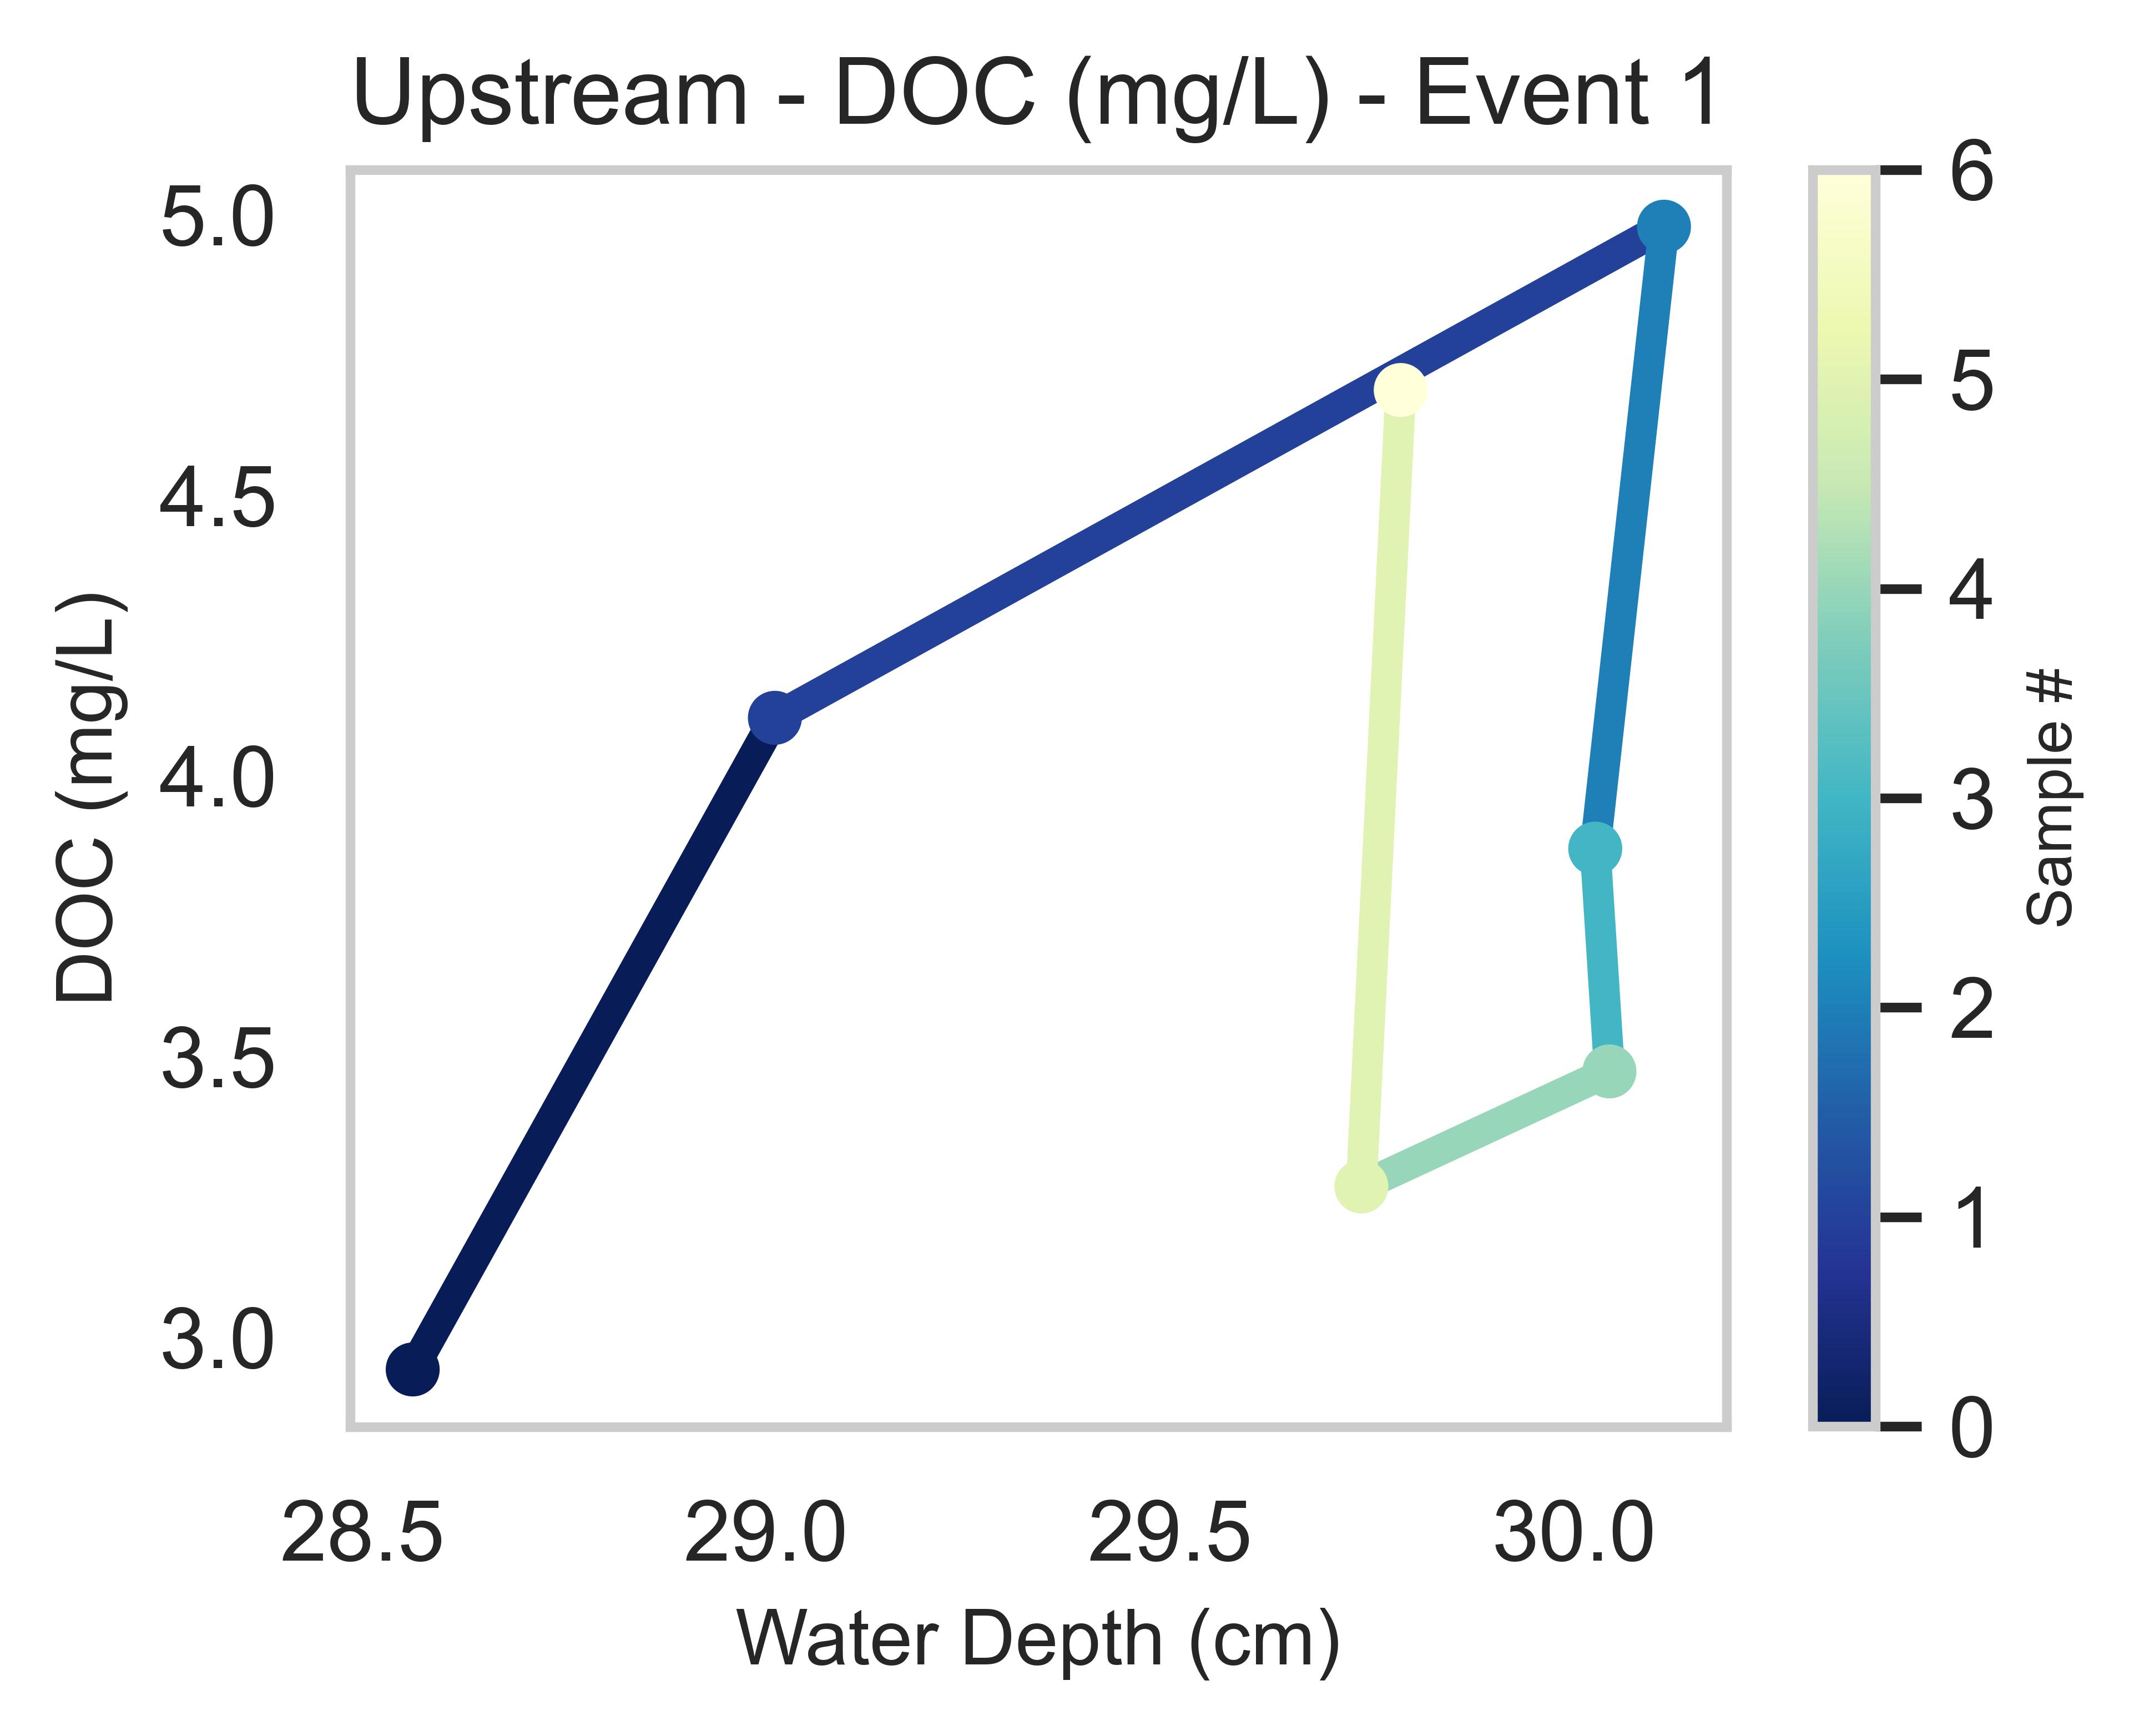 Upstream - DOC (mg/L) - Event 1
5.0
4.5
4.0
3.5
3.0
DOC (mg/L)
28.5 29.0 29.5 30.0
Water Depth (cm)
6
5
4
3
2
1
0
Sample #